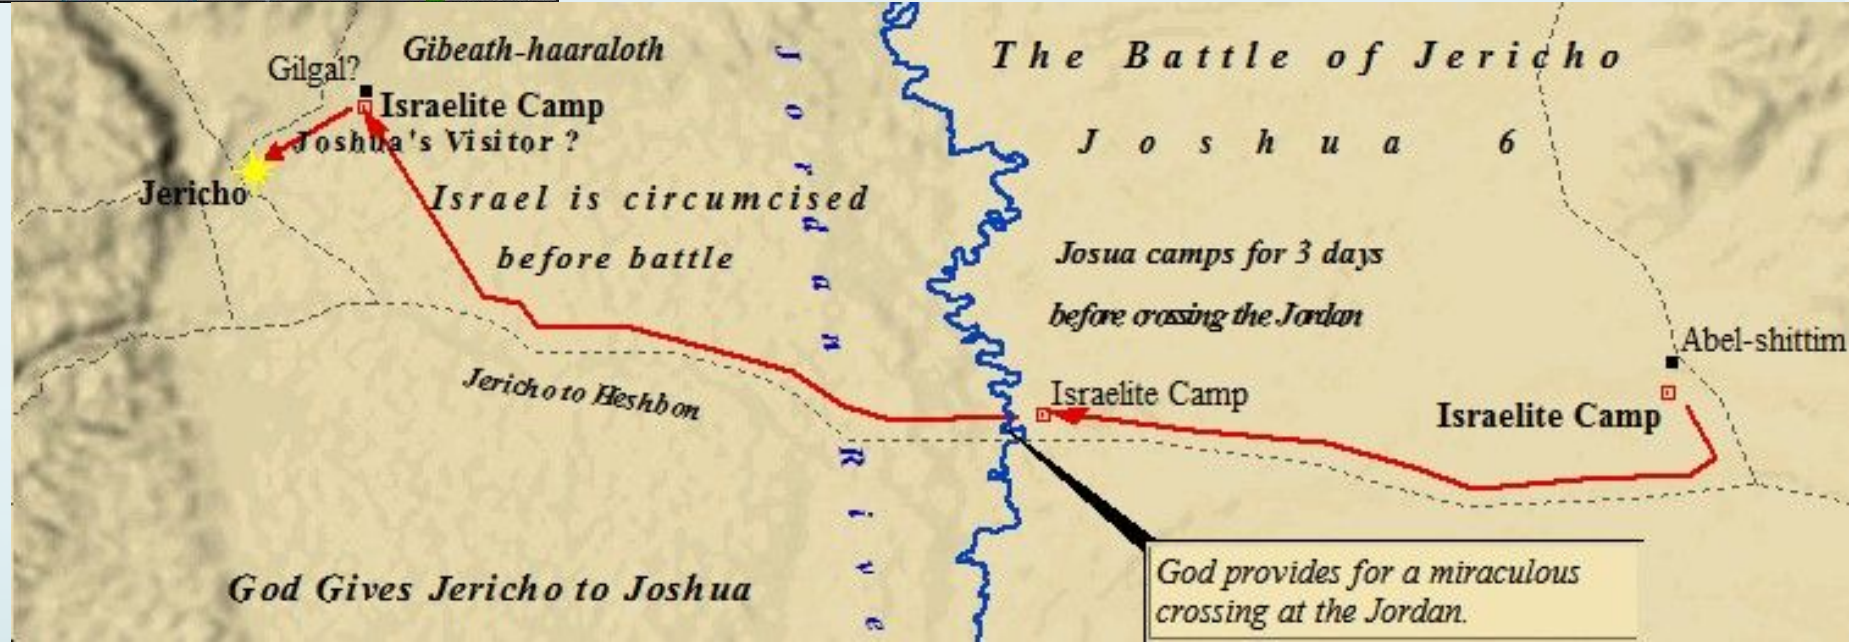 The Battle of Jericho
Joshua 6
Gibeath-haaraloth
Gilgal?
Israelite Camp
Joshua's Visitor ?
Jericho
Israel is circumcised
before battle
Jordan Rive
Josua camps for 3 days
before crossing the Jordan
Abel-shittim
Israelite Camp
Israelite Camp
Jericho to Heshbon
God Gives Jericho to Joshua
God provides for a miraculous
crossing at the Jordan.